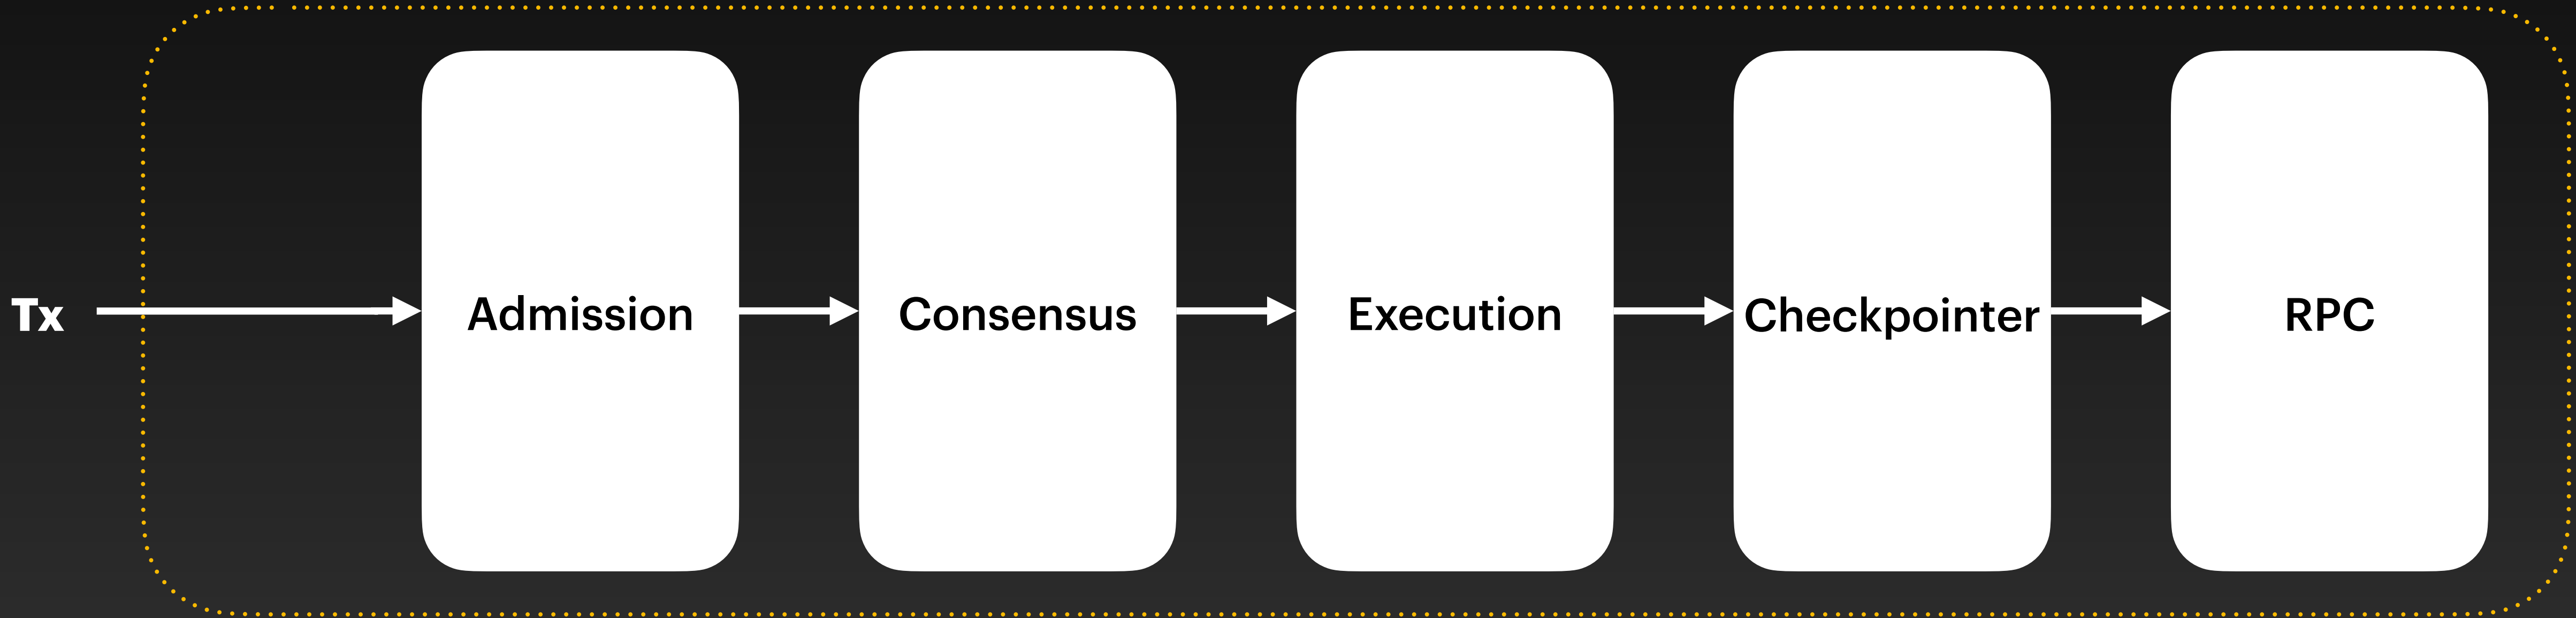 Tx
Admission
Consensus
Execution
Checkpointer
RPC